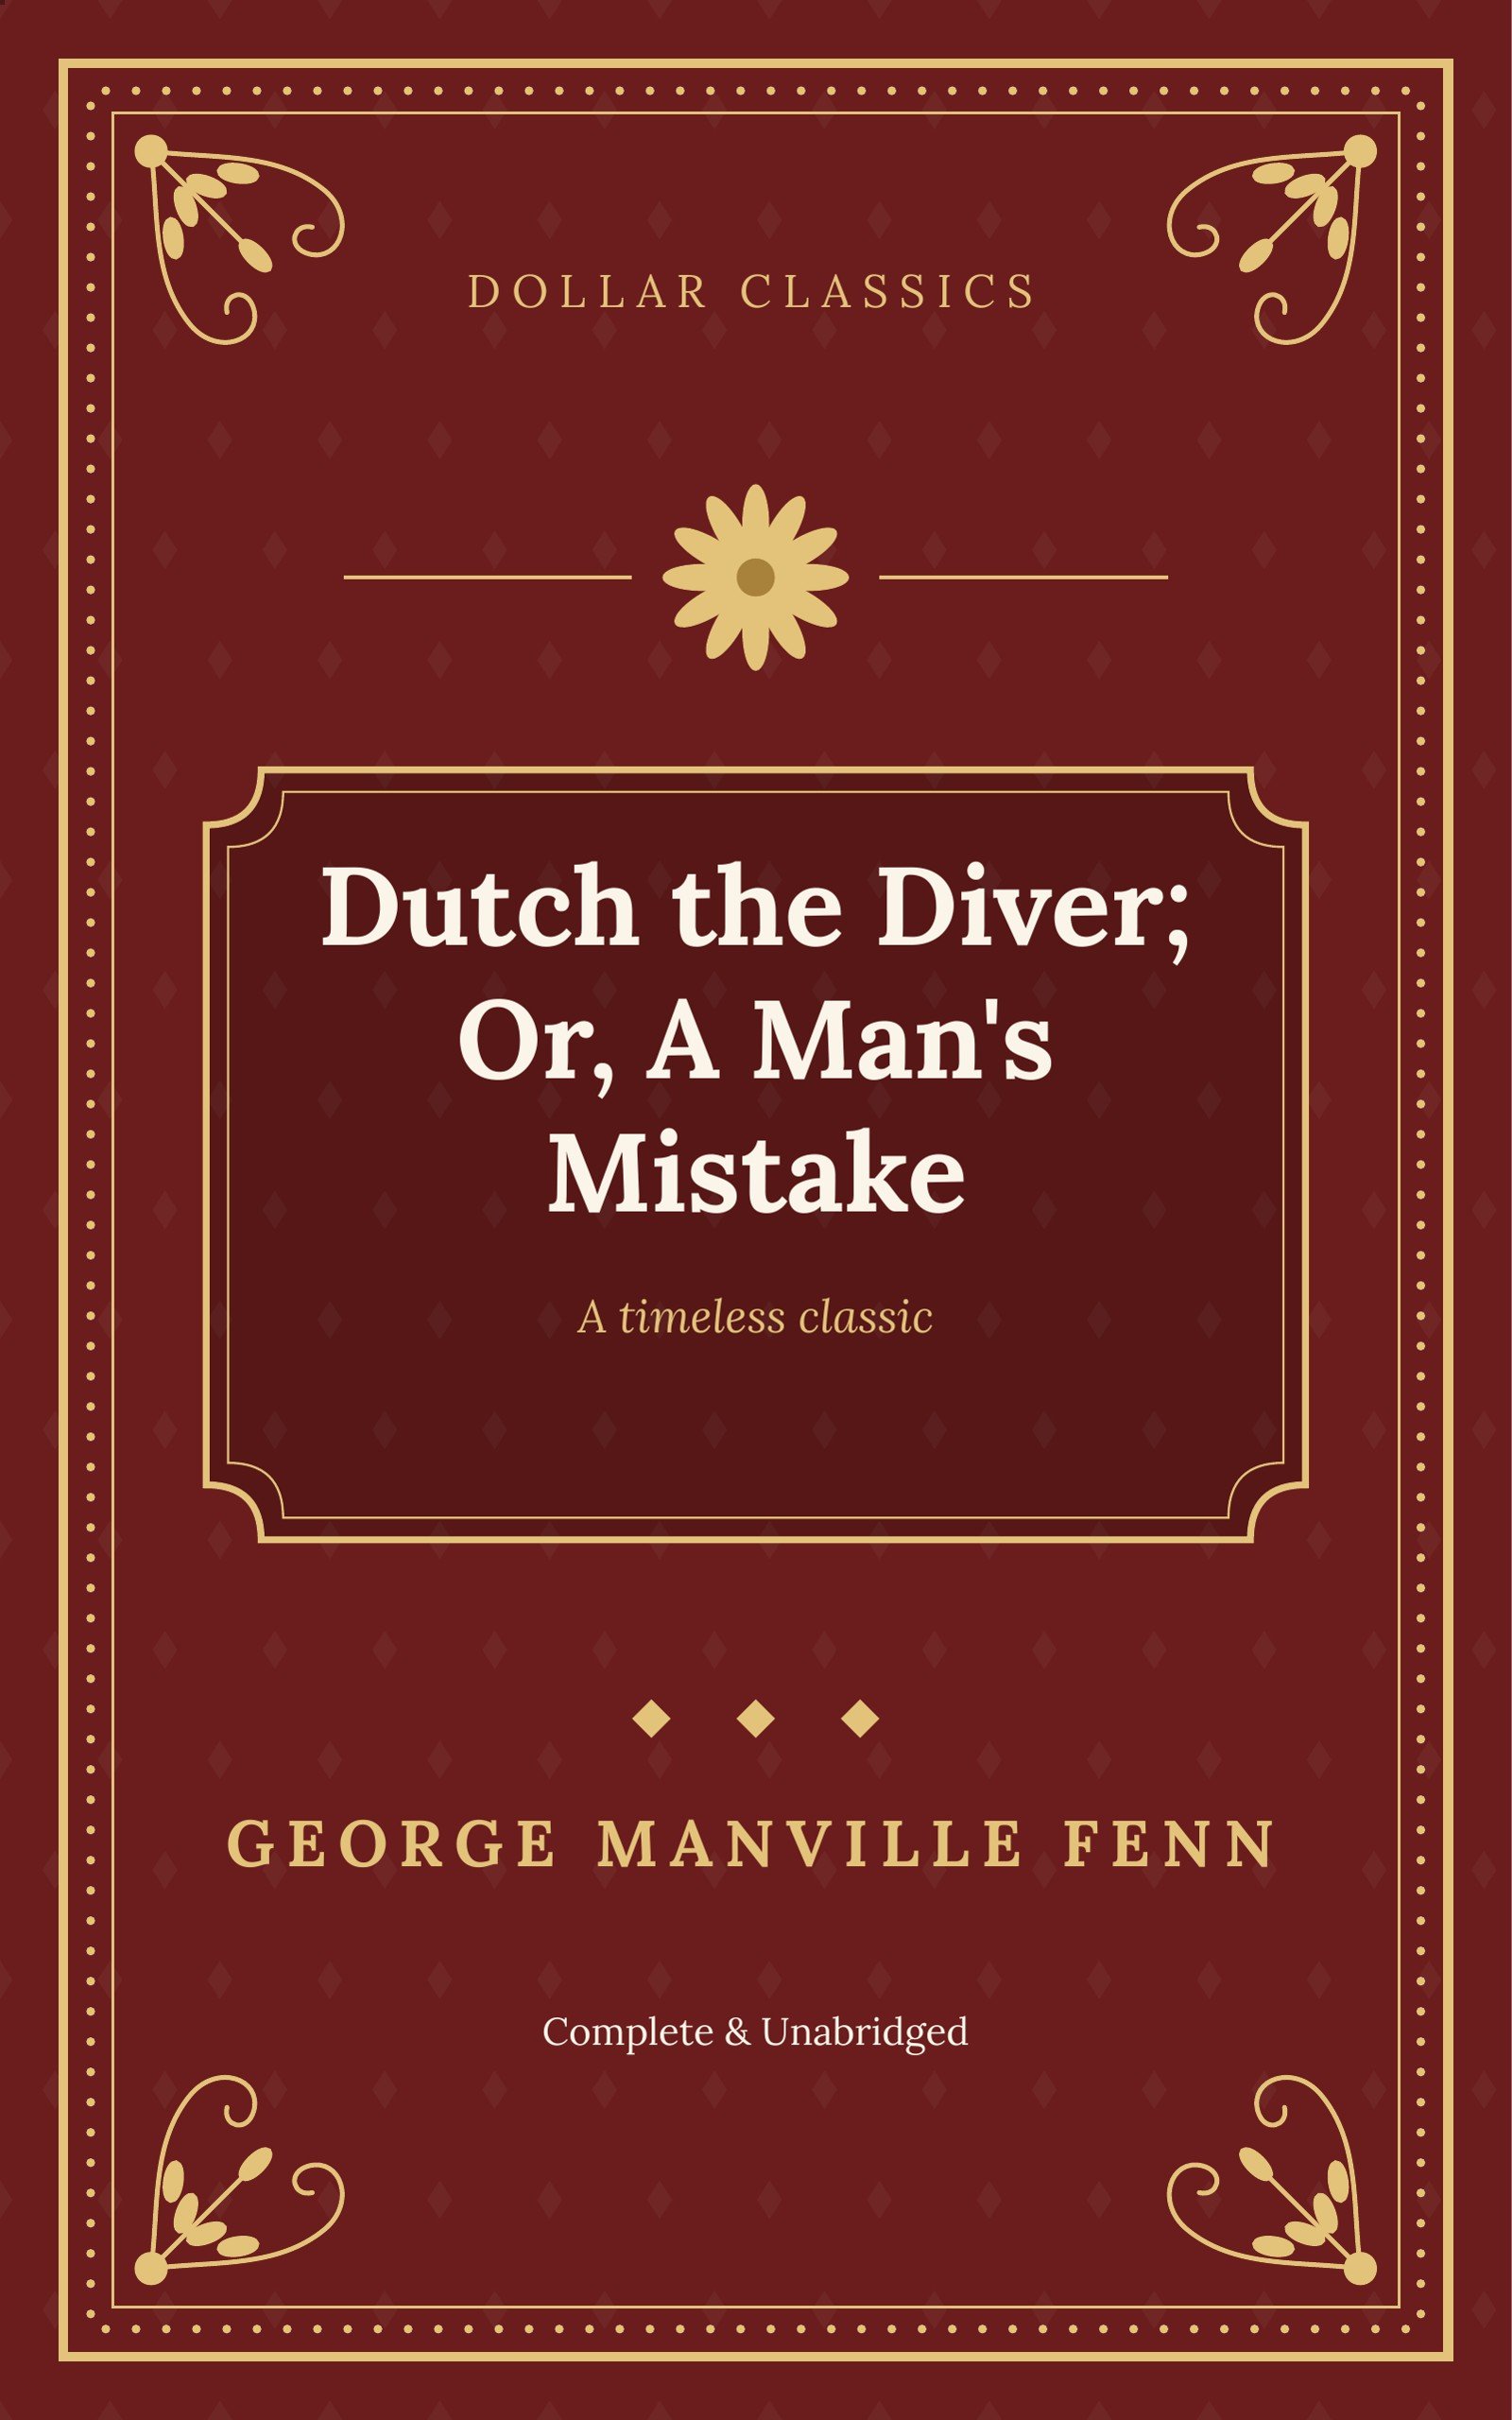 DOLLAR CLASSICS
Dutch the Diver;
Or, A Man's
Mistake
A timeless classic
GEORGE MANVILLE FENN
Complete & Unabridged